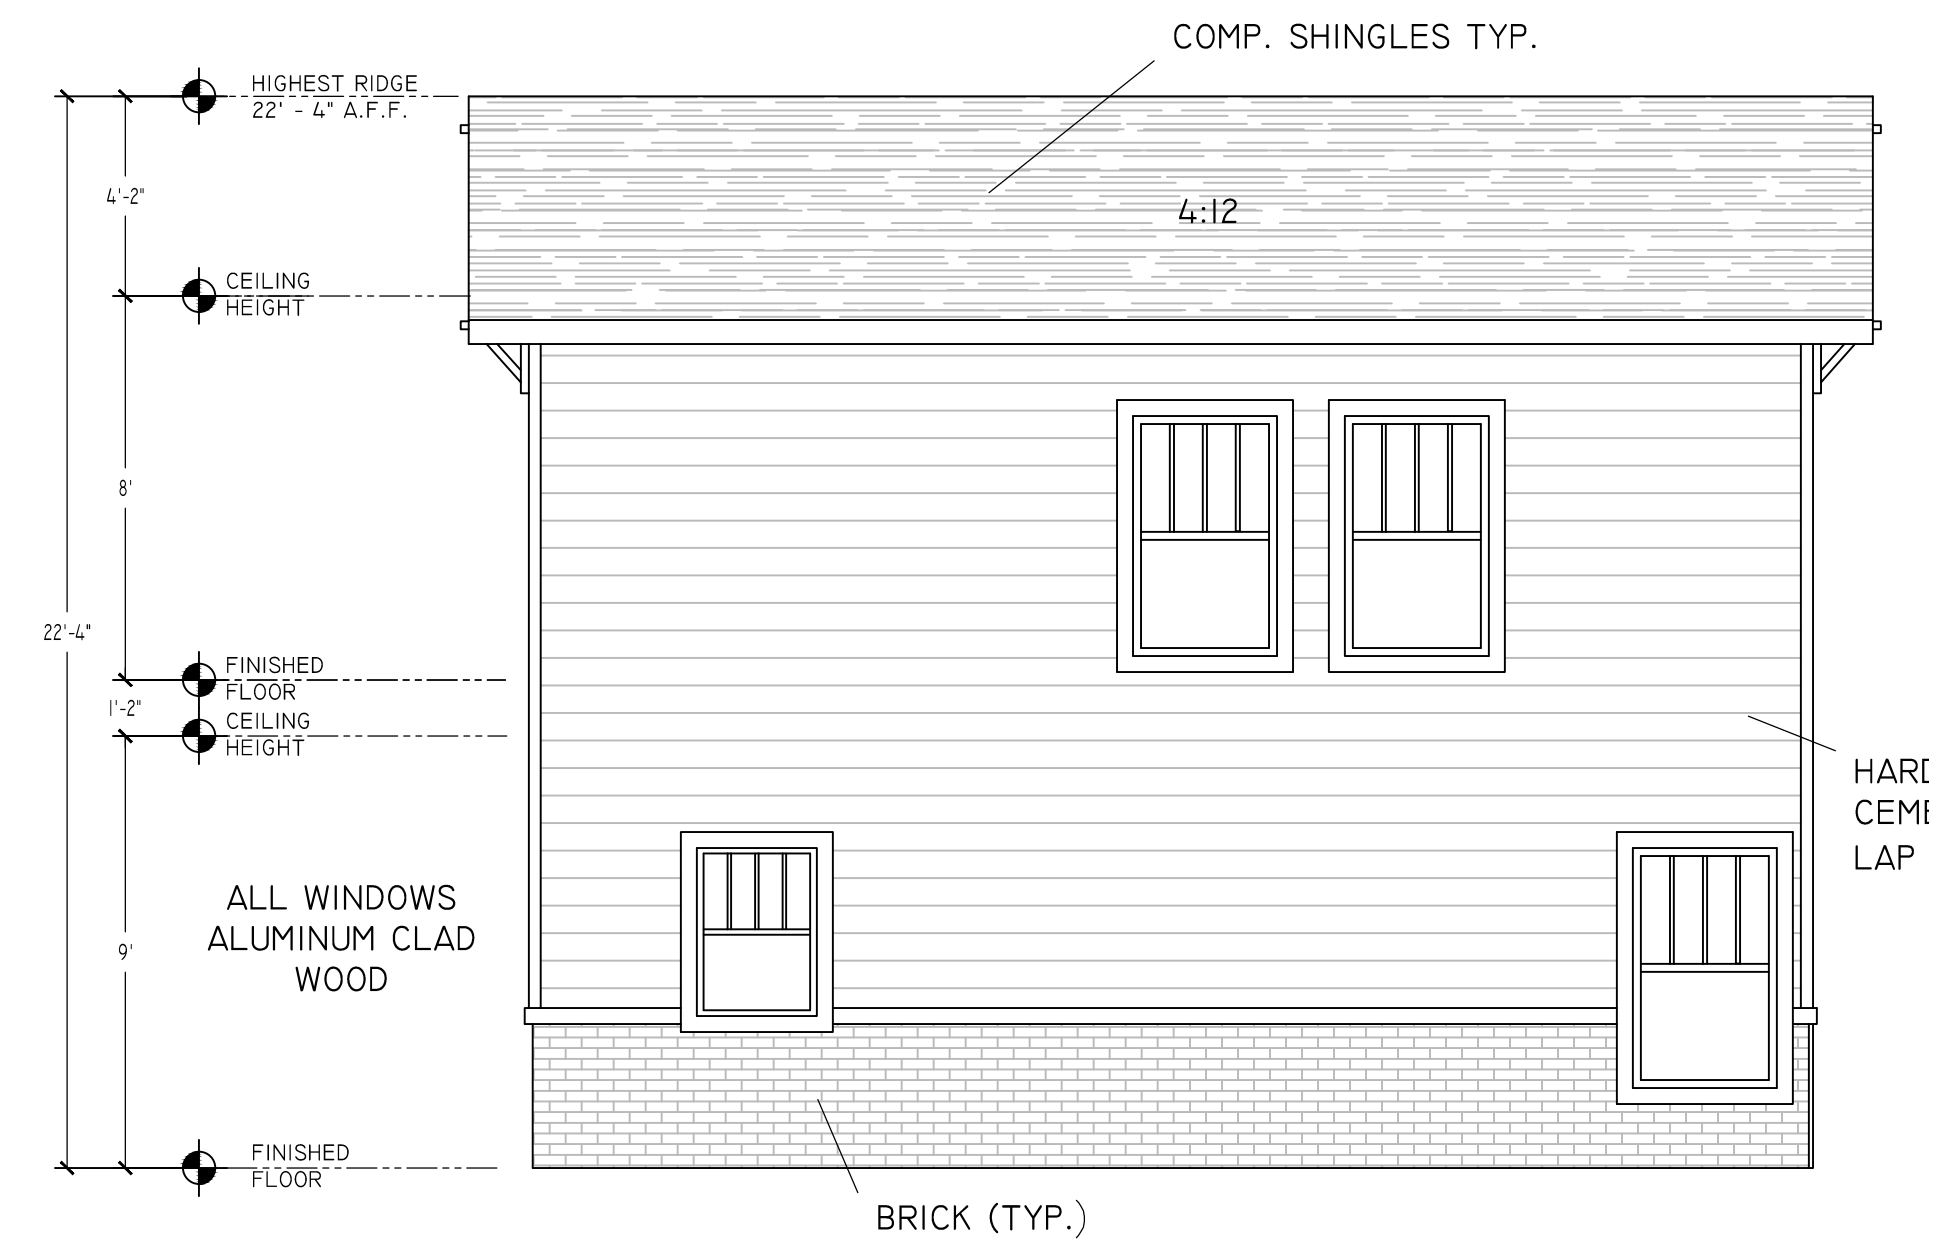 COMP. SHINGLES TYP.
HIGHEST RIDGE
22' - 4" A.F.F.
4'-2"
4:12
CEILING
HEIGHT
8'
22'-4"
FINISHED
FLOOR
1'-2"
CEILING
HEIGHT
LAP
ALL WINDOWS
ALUMINUM CLAD
WOOD
9'
FINISHED
FLOOR
BRICK (TYP.)